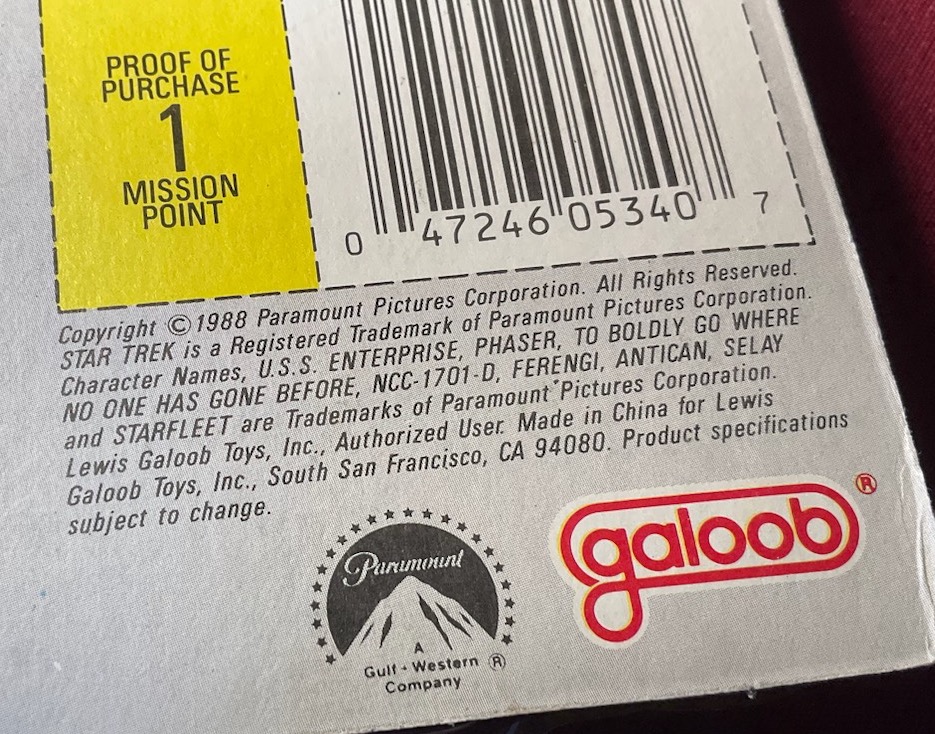 PROOF OF
PURCHASE
1
MISSION
POINT
0 47246 05340 7
Copyright ©1988 Paramount Pictures Corporation. All Rights Reserved.
STAR TREK is a Registered Trademark of Paramount Pictures Corporation.
Character Names, U.S.S. ENTERPRISE, PHASER, TO BOLDLY GO WHERE
NO ONE HAS GONE BEFORE, NCC-1701-D, FERENGI, ANTICAN, SELAY
and STARFLEET are Trademarks of Paramount Pictures Corporation.
Lewis Galoob Toys, Inc., Authorized User. Made in China for Lewis
Galoob Toys, Inc., South San Francisco, CA 94080. Product specifications
subject to change.
Paramount
A
Gulf + Western ®
Company
galoob ®